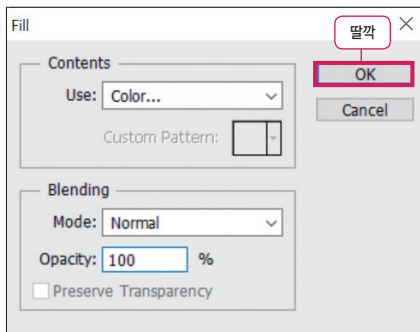 Fill
딸깍
Contents
OK
Use: Color...
Cancel
Custom Pattern:
Blending
Mode: Normal
Opacity: 100 %
Preserve Transparency